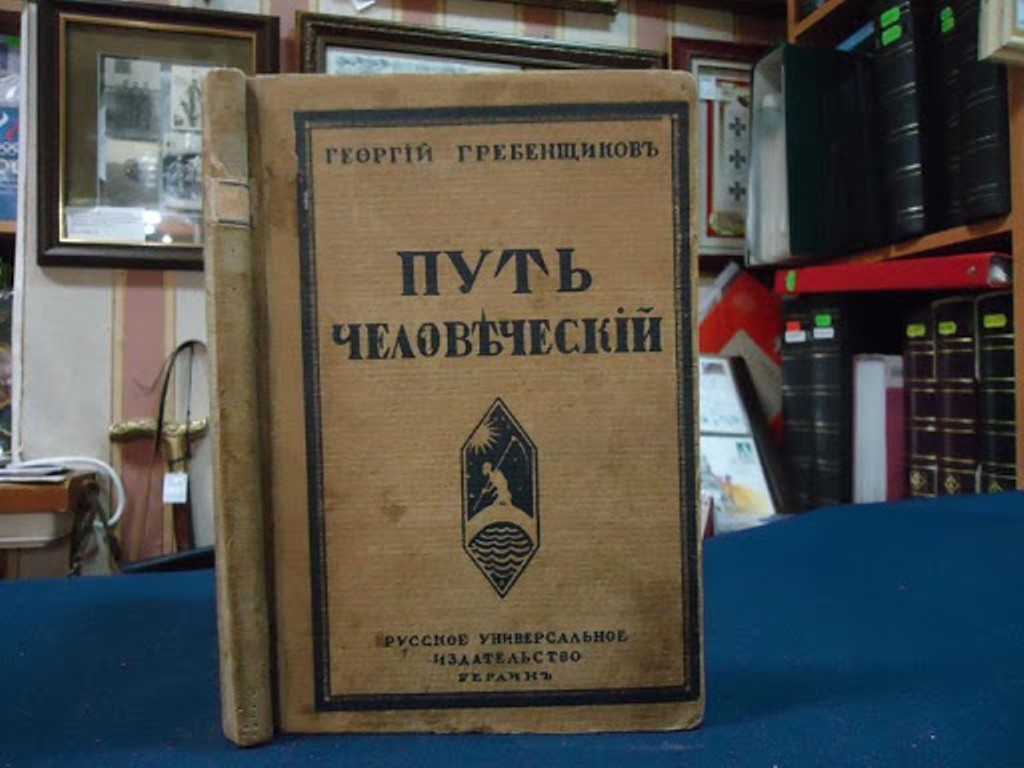 ГЕОРГІЙ ГРЕБЕНЩИКОВЪ
ПУТЬ
ЧЕЛОВѢЧЕСКІЙ
РУССКОЕ УНИВЕРСАЛЬНОЕ
ИЗДАТЕЛЬСТВО
БЕРЛИНЪ